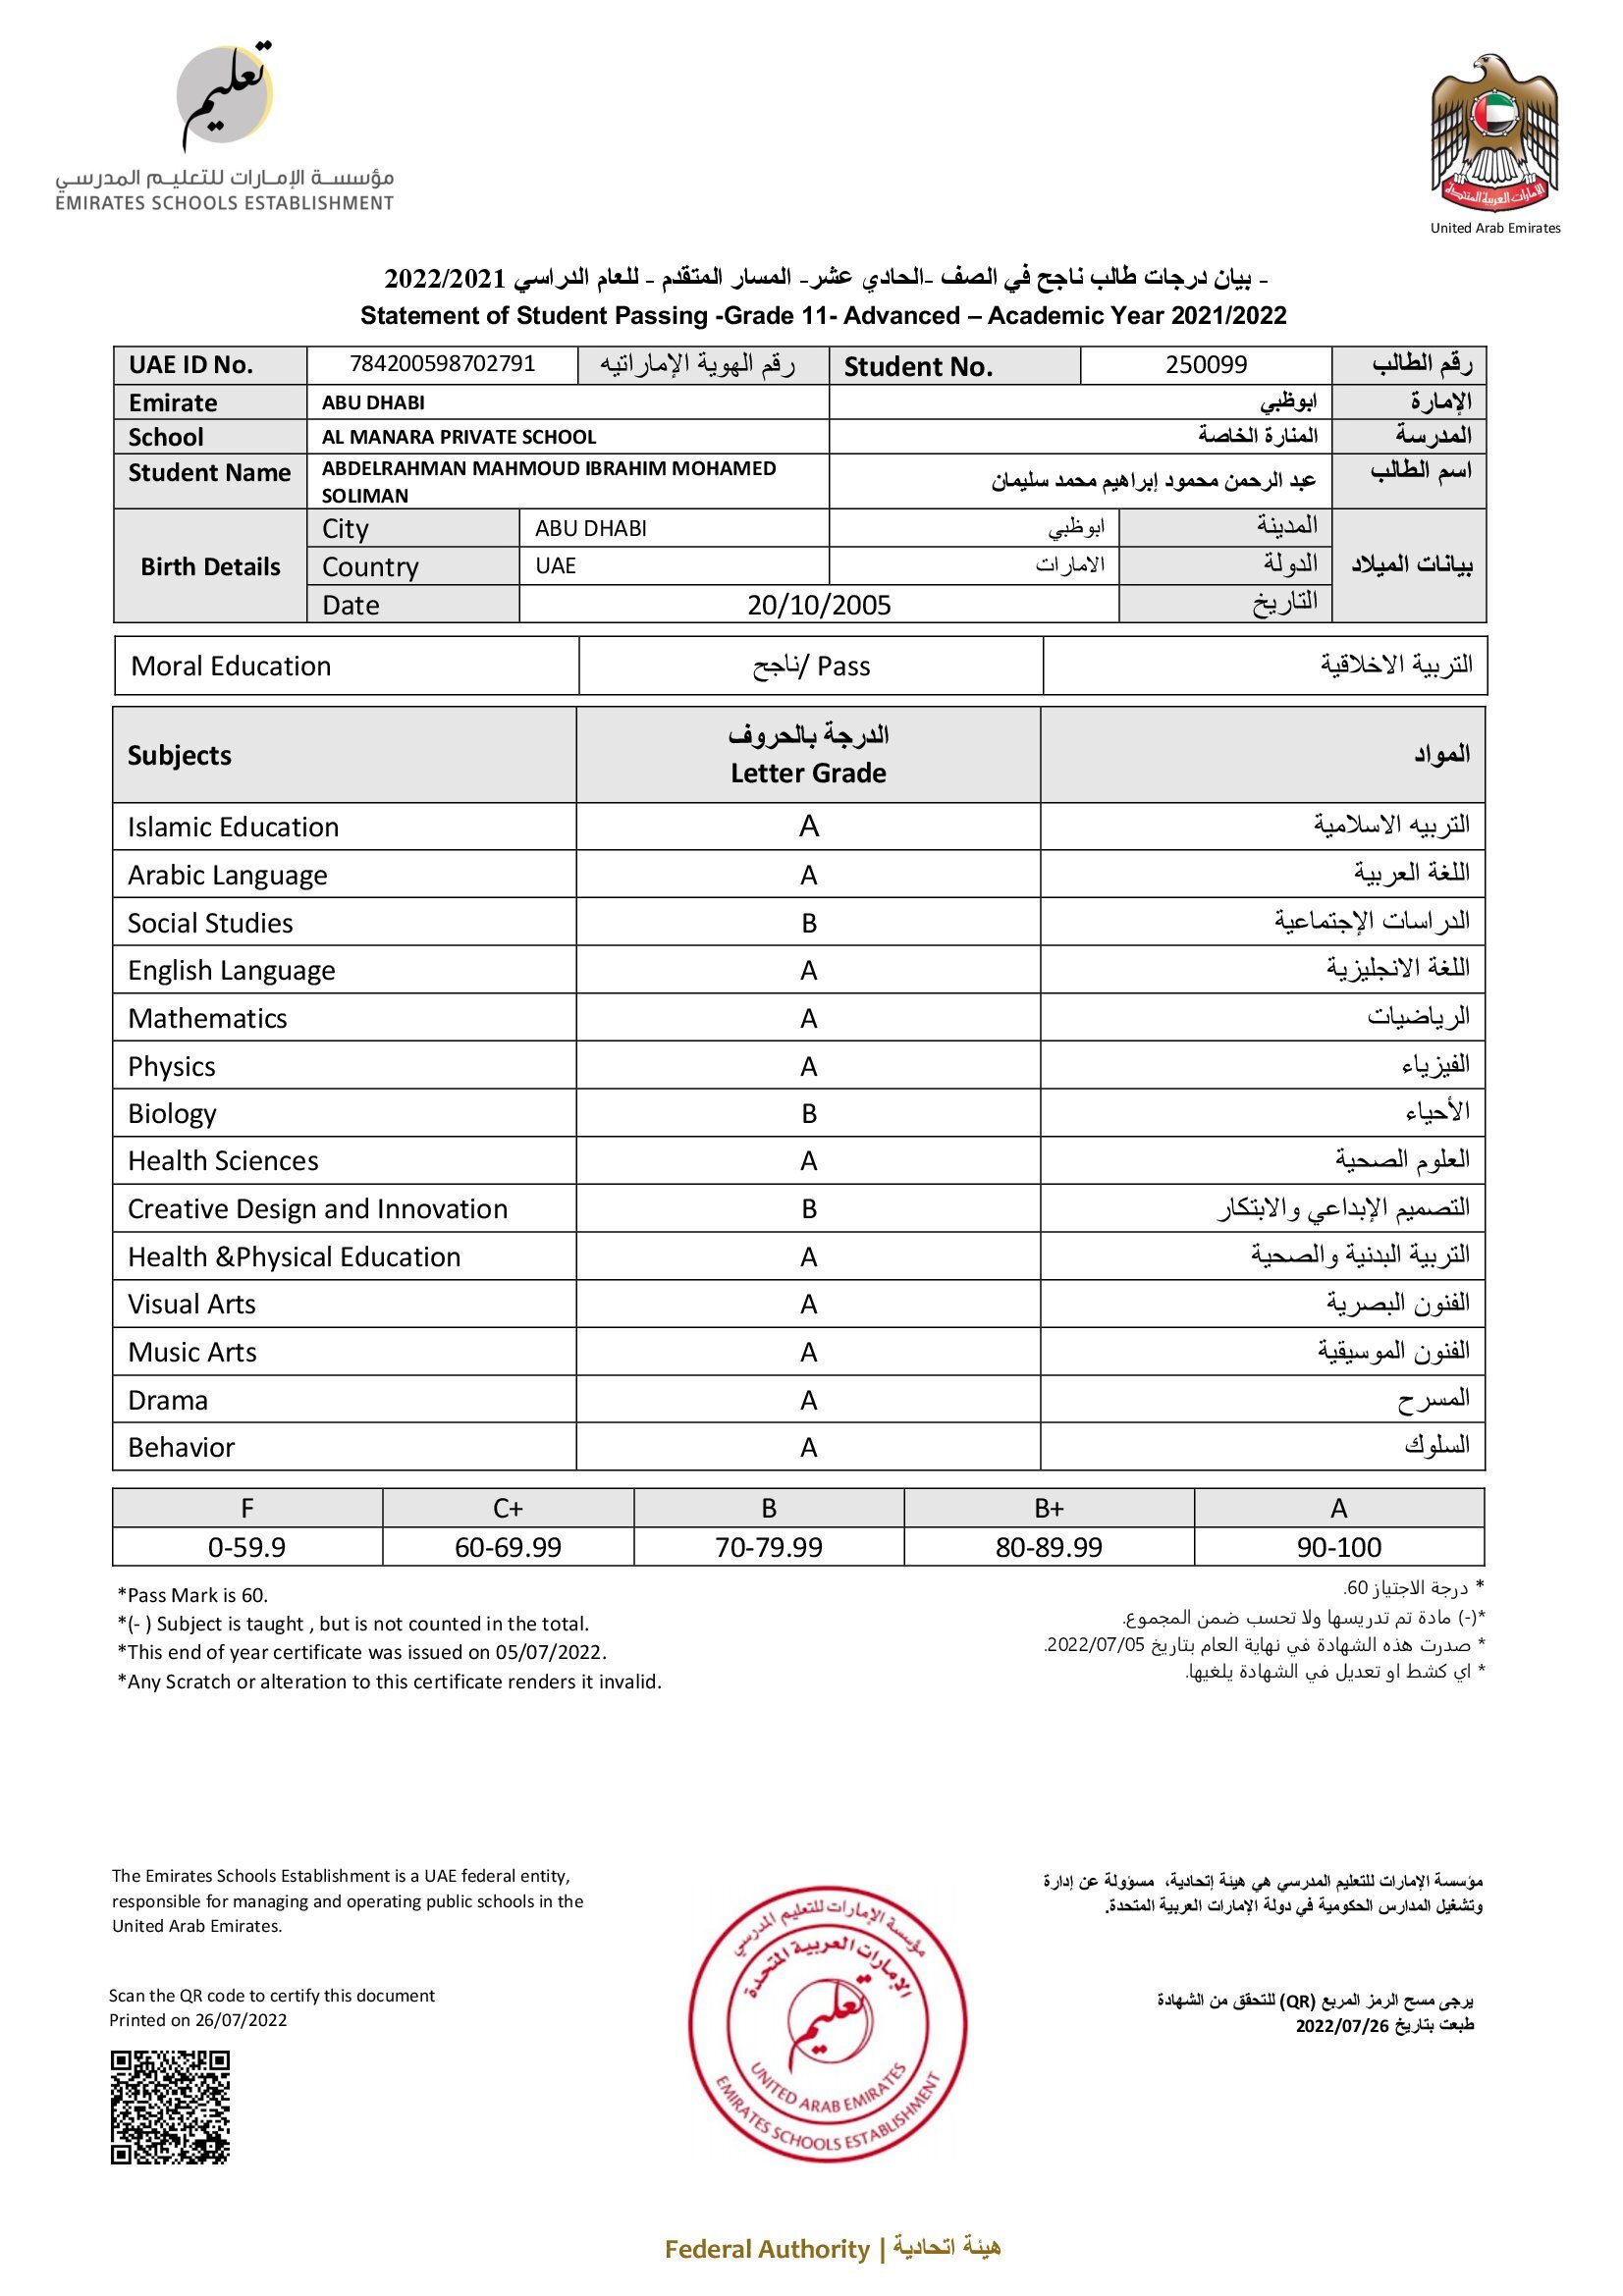 تعليم
مؤسسـة الإمـارات للتعليـم المدرسـي
EMIRATES SCHOOLS ESTABLISHMENT
الإمارات العربية المتحدة
United Arab Emirates
- بيان درجات طالب ناجح في الصف -الحادي عشر- المسار المتقدم - للعام الدراسي 2022/2021
Statement of Student Passing -Grade 11- Advanced – Academic Year 2021/2022
UAE ID No. 784200598702791 رقم الهوية الإماراتيه Student No. 250099 رقم الطالب
Emirate ABU DHABI ابوظبي الإمارة
School AL MANARA PRIVATE SCHOOL المنارة الخاصة المدرسة
Student Name ABDELRAHMAN MAHMOUD IBRAHIM MOHAMED SOLIMAN عبد الرحمن محمود إبراهيم محمد سليمان اسم الطالب
Birth Details City ABU DHABI ابوظبي المدينة بيانات الميلاد
Country UAE الامارات الدولة
Date 20/10/2005 التاريخ
Moral Education ناجح/ Pass التربية الاخلاقية
Subjects الدرجة بالحروف Letter Grade المواد
Islamic Education A التربيه الاسلامية
Arabic Language A اللغة العربية
Social Studies B الدراسات الإجتماعية
English Language A اللغة الانجليزية
Mathematics A الرياضيات
Physics A الفيزياء
Biology B الأحياء
Health Sciences A العلوم الصحية
Creative Design and Innovation B التصميم الإبداعي والابتكار
Health &Physical Education A التربية البدنية والصحية
Visual Arts A الفنون البصرية
Music Arts A الفنون الموسيقية
Drama A المسرح
Behavior A السلوك
F C+ B B+ A
0-59.9 60-69.99 70-79.99 80-89.99 90-100
*Pass Mark is 60.
*(- ) Subject is taught , but is not counted in the total.
*This end of year certificate was issued on 05/07/2022.
*Any Scratch or alteration to this certificate renders it invalid.
* درجة الاجتياز 60.
*(-) مادة تم تدريسها ولا تحسب ضمن المجموع.
* صدرت هذه الشهادة في نهاية العام بتاريخ 2022/07/05.
* اي كشط او تعديل في الشهادة يلغيها.
The Emirates Schools Establishment is a UAE federal entity,
responsible for managing and operating public schools in the
United Arab Emirates.
مؤسسة الإمارات للتعليم المدرسي هي هيئة إتحادية، مسؤولة عن إدارة
وتشغيل المدارس الحكومية في دولة الإمارات العربية المتحدة.
Scan the QR code to certify this document
Printed on 26/07/2022
مؤسسة الإمارات للتعليم المدرسي
الإمارات العربية المتحدة
تعليم
UNITED ARAB EMIRATES
EMIRATES SCHOOLS ESTABLISHMENT
يرجى مسح الرمز المربع (QR) للتحقق من الشهادة
طبعت بتاريخ 2022/07/26
Federal Authority | هيئة اتحادية